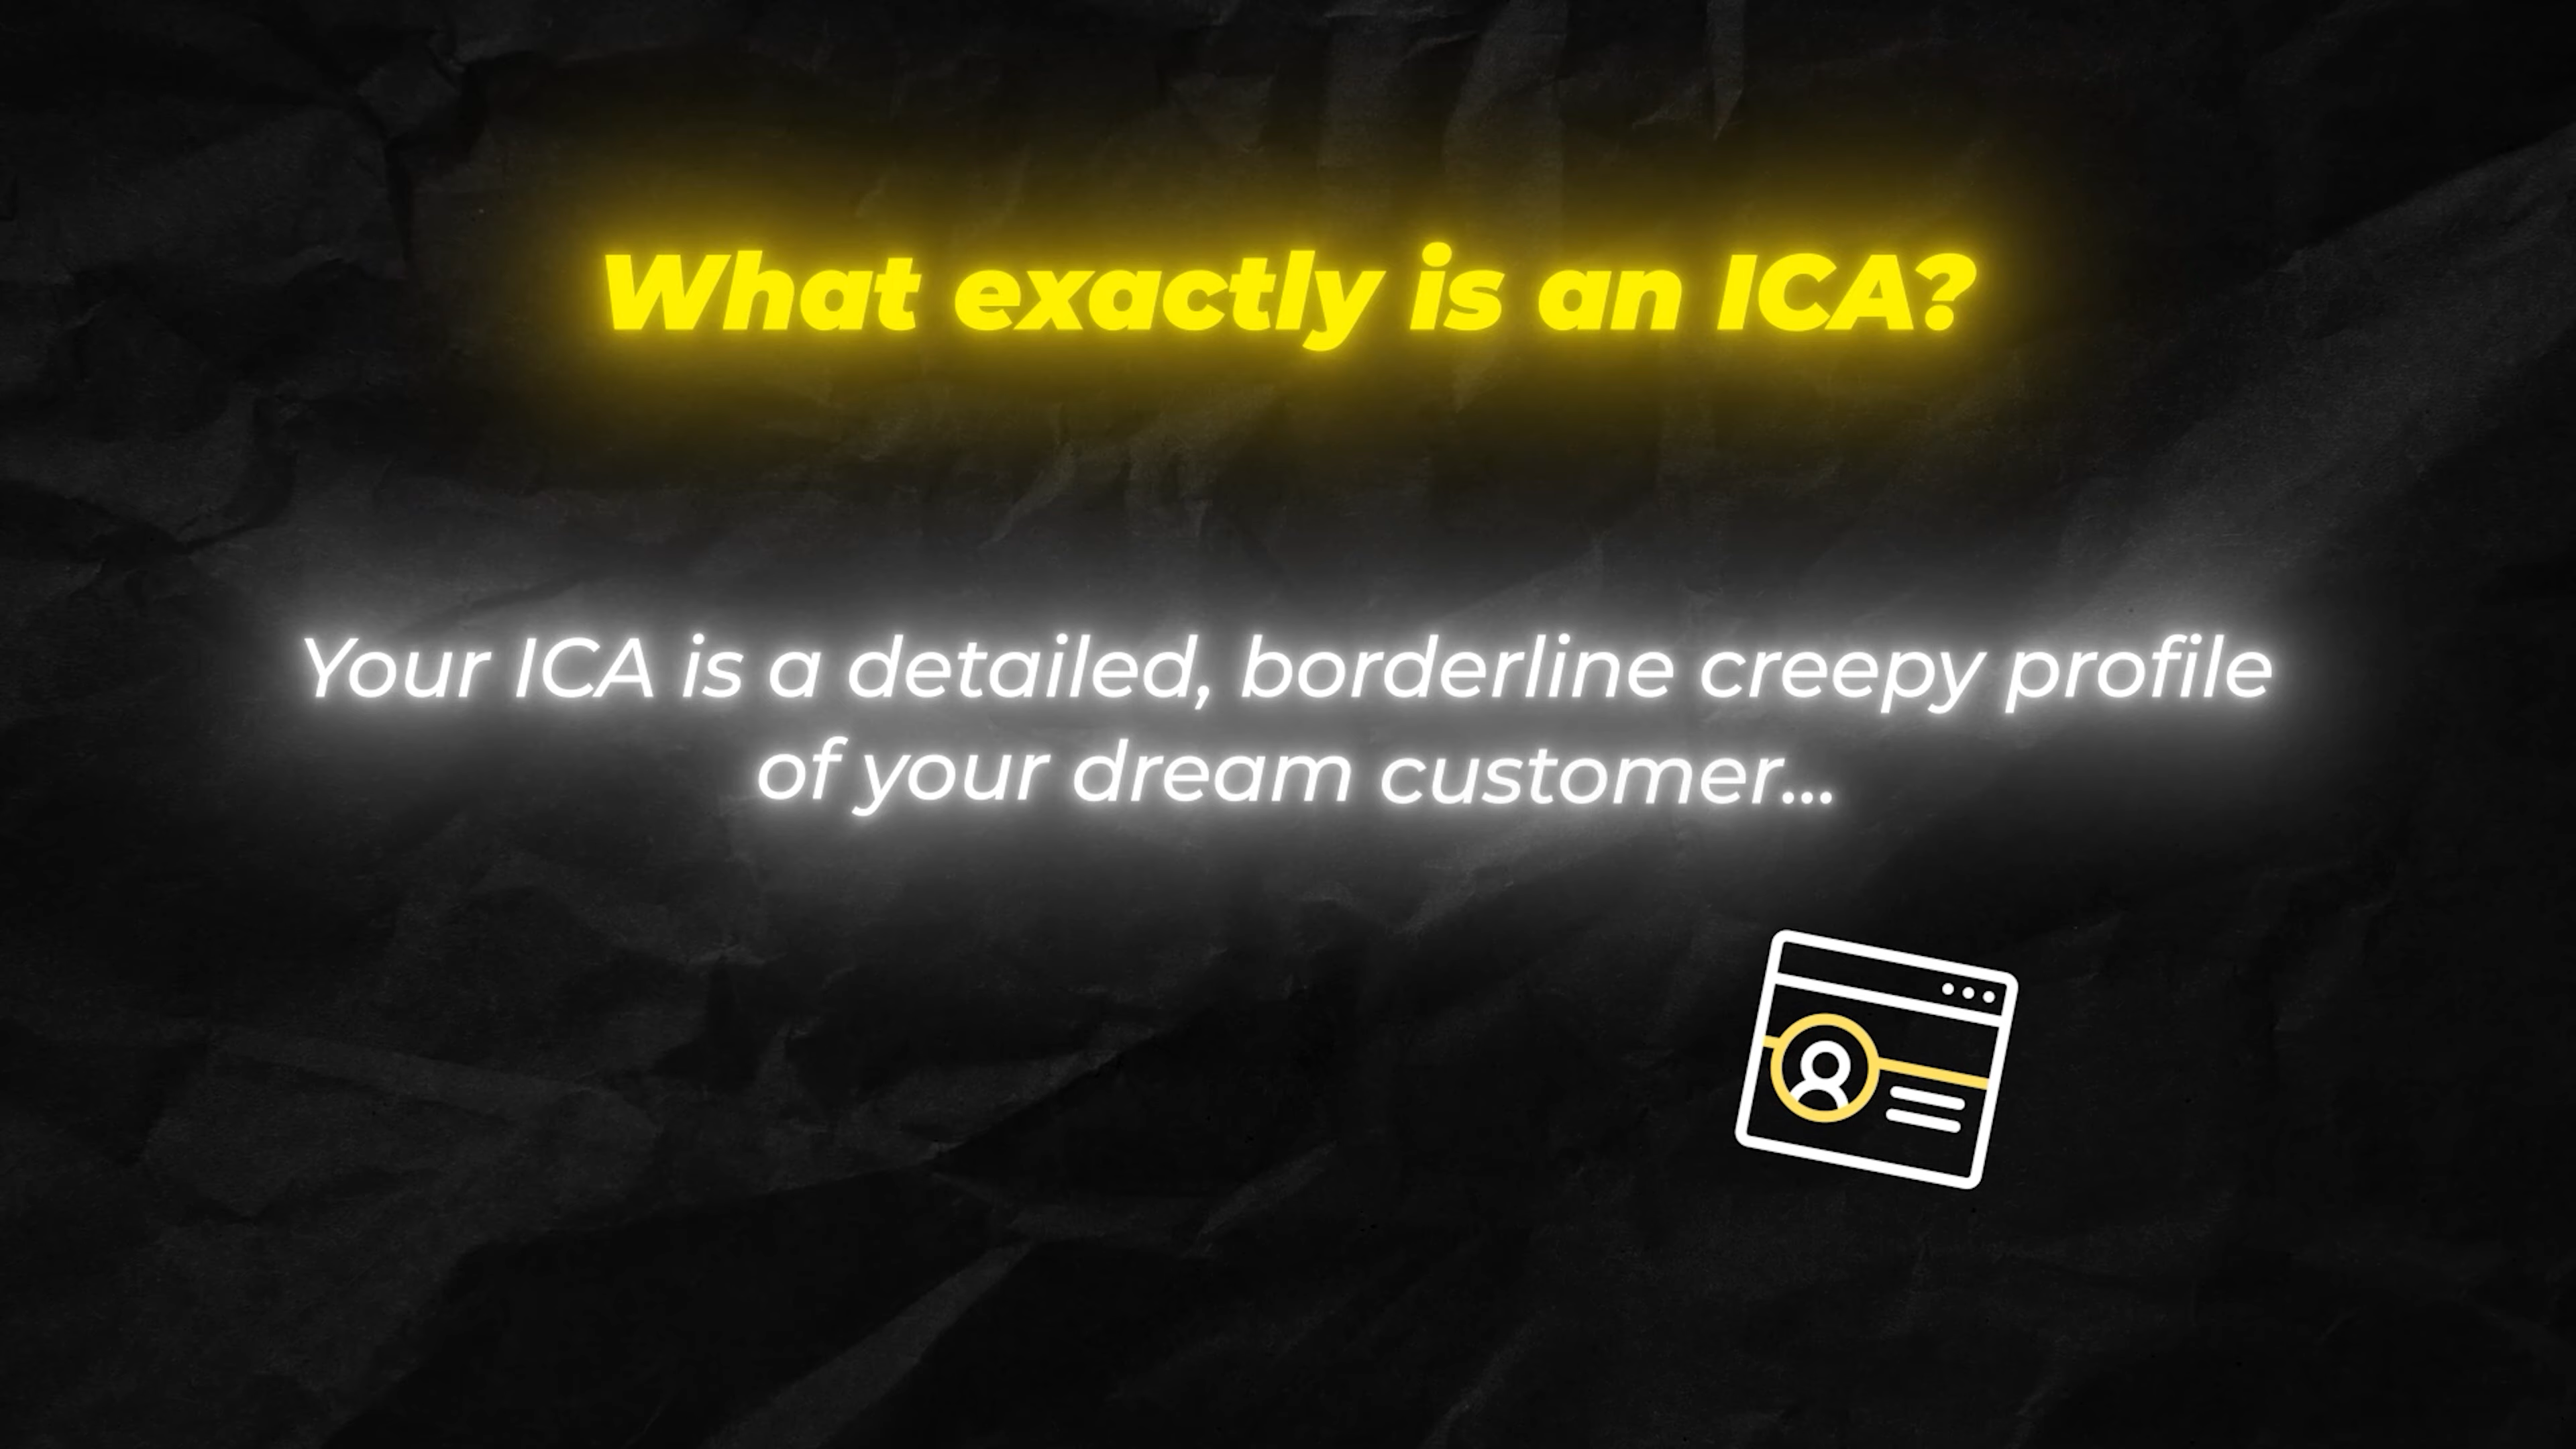 What exactly is an ICA?
Your ICA is a detailed, borderline creepy profile
of your dream customer...